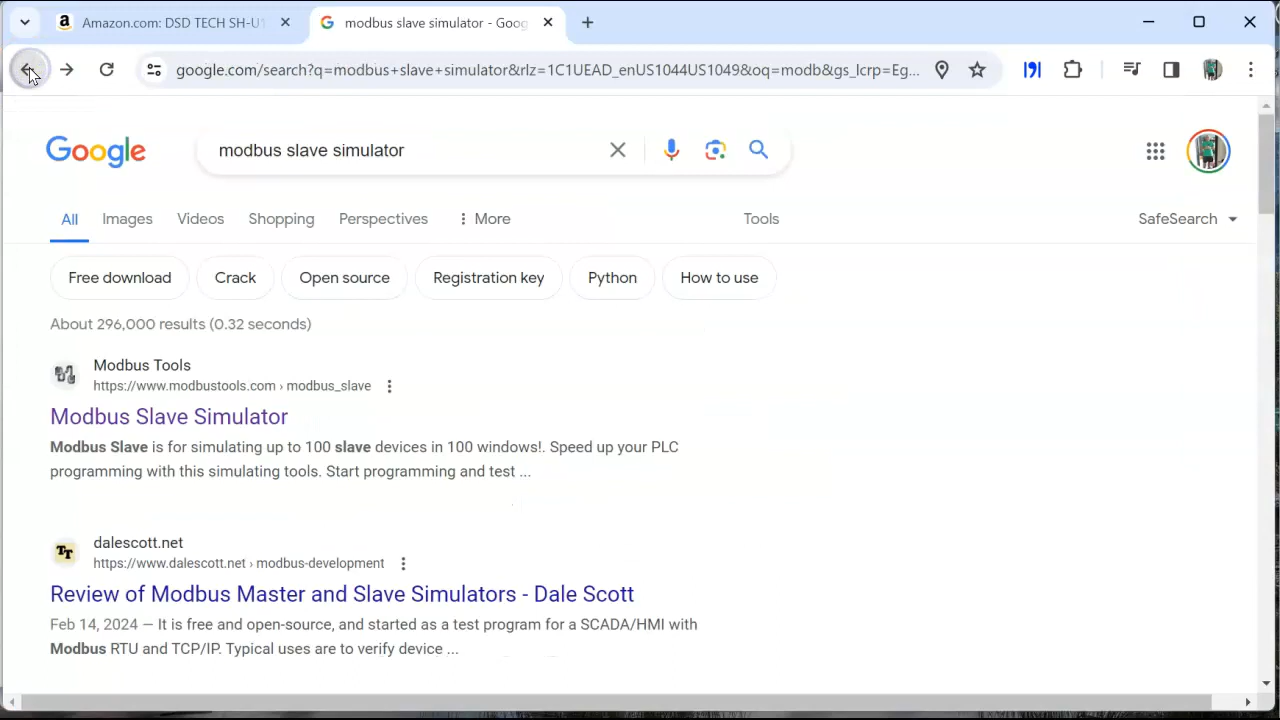 Amazon.com: DSD TECH SH-U1
modbus slave simulator - Goog
google.com/search?q=modbus+slave+simulator&rlz=1C1UEAD_enUS1044US1049&oq=modb&gs_lcrp=Eg...
Google
modbus slave simulator
All Images Videos Shopping Perspectives More Tools SafeSearch
Free download Crack Open source Registration key Python How to use
About 296,000 results (0.32 seconds)
Modbus Tools
https://www.modbustools.com › modbus_slave
Modbus Slave Simulator
Modbus Slave is for simulating up to 100 slave devices in 100 windows!. Speed up your PLC
programming with this simulating tools. Start programming and test ...
TT
dalescott.net
https://www.dalescott.net › modbus-development
Review of Modbus Master and Slave Simulators - Dale Scott
Feb 14, 2024 — It is free and open-source, and started as a test program for a SCADA/HMI with
Modbus RTU and TCP/IP. Typical uses are to verify device ...